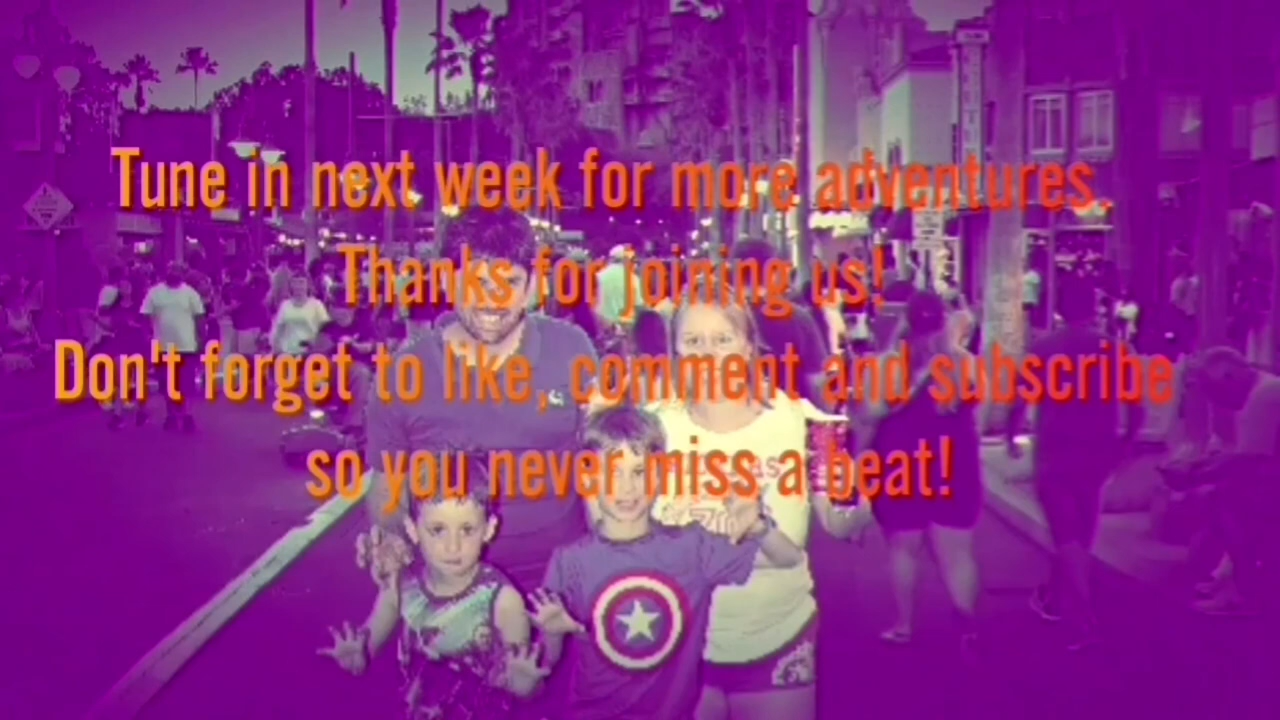 Tune in next week for more adventures.
Thanks for joining us!
Don't forget to like, comment and subscribe
so you never miss a beat!